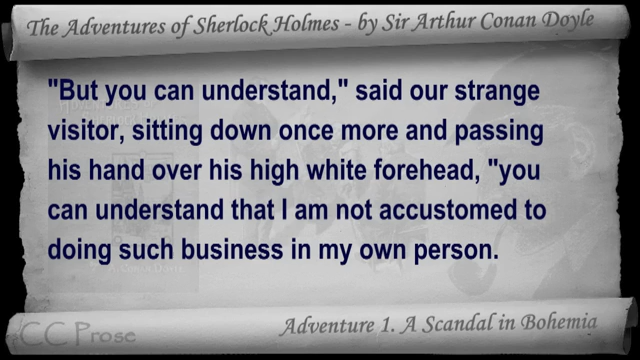 The Adventures of Sherlock Holmes - by Sir Arthur Conan Doyle
"But you can understand," said our strange
visitor, sitting down once more and passing
his hand over his high white forehead, "you
can understand that I am not accustomed to
doing such business in my own person.
CC Prose
Adventure 1. A Scandal in Bohemia